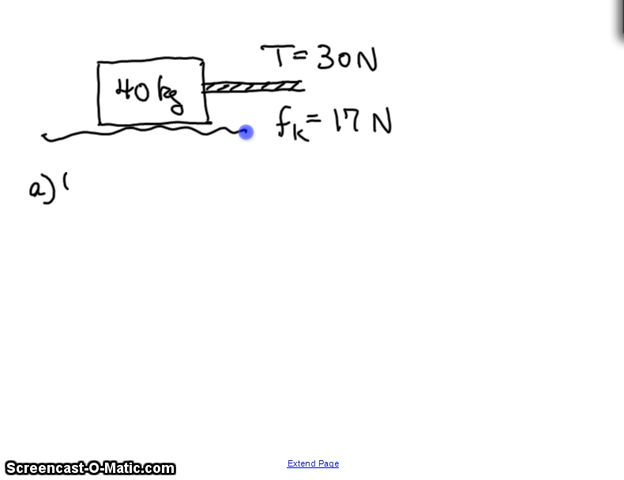 T = 30N
40 kg
fk = 17 N
a) (
Extend Page
Screencast-O-Matic.com